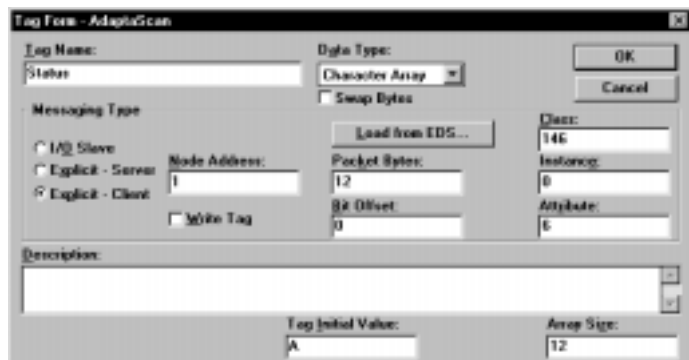 Tag Form - AdaptaScan
Tag Name:
Status
Data Type:
Character Array
Swap Bytes
OK
Cancel
Messaging Type
I/O Slave
Explicit - Server
Explicit - Client
Node Address:
1
Write Tag
Load from EDS...
Packet Bytes:
12
Bit Offset:
0
Class:
146
Instance:
0
Attribute:
6
Description:
Tag Initial Value:
A
Array Size:
12